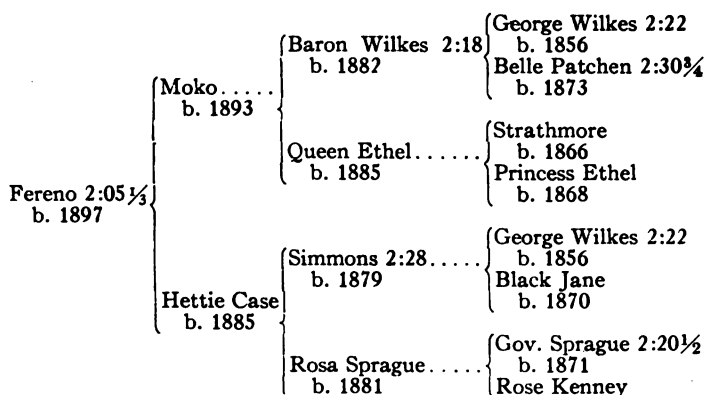 George Wilkes 2:22
b. 1856
Baron Wilkes 2:18
b. 1882
Belle Patchen 2:30¾
b. 1873
Moko.....
b. 1893
Strathmore
b. 1866
Queen Ethel......
b. 1885
Princess Ethel
b. 1868
Fereno 2:05⅓
b. 1897
George Wilkes 2:22
b. 1856
Simmons 2:28.....
b. 1879
Black Jane
b. 1870
Hettie Case
b. 1885
Gov. Sprague 2:20½
b. 1871
Rosa Sprague.....
b. 1881
Rose Kenney